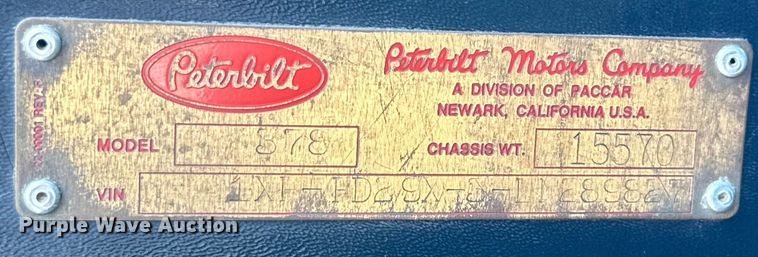 Peterbilt
Peterbilt Motors Company
A DIVISION OF PACCAR
NEWARK, CALIFORNIA U.S.A.
MODEL 378 CHASSIS WT. 15570
VIN
Purple Wave Auction